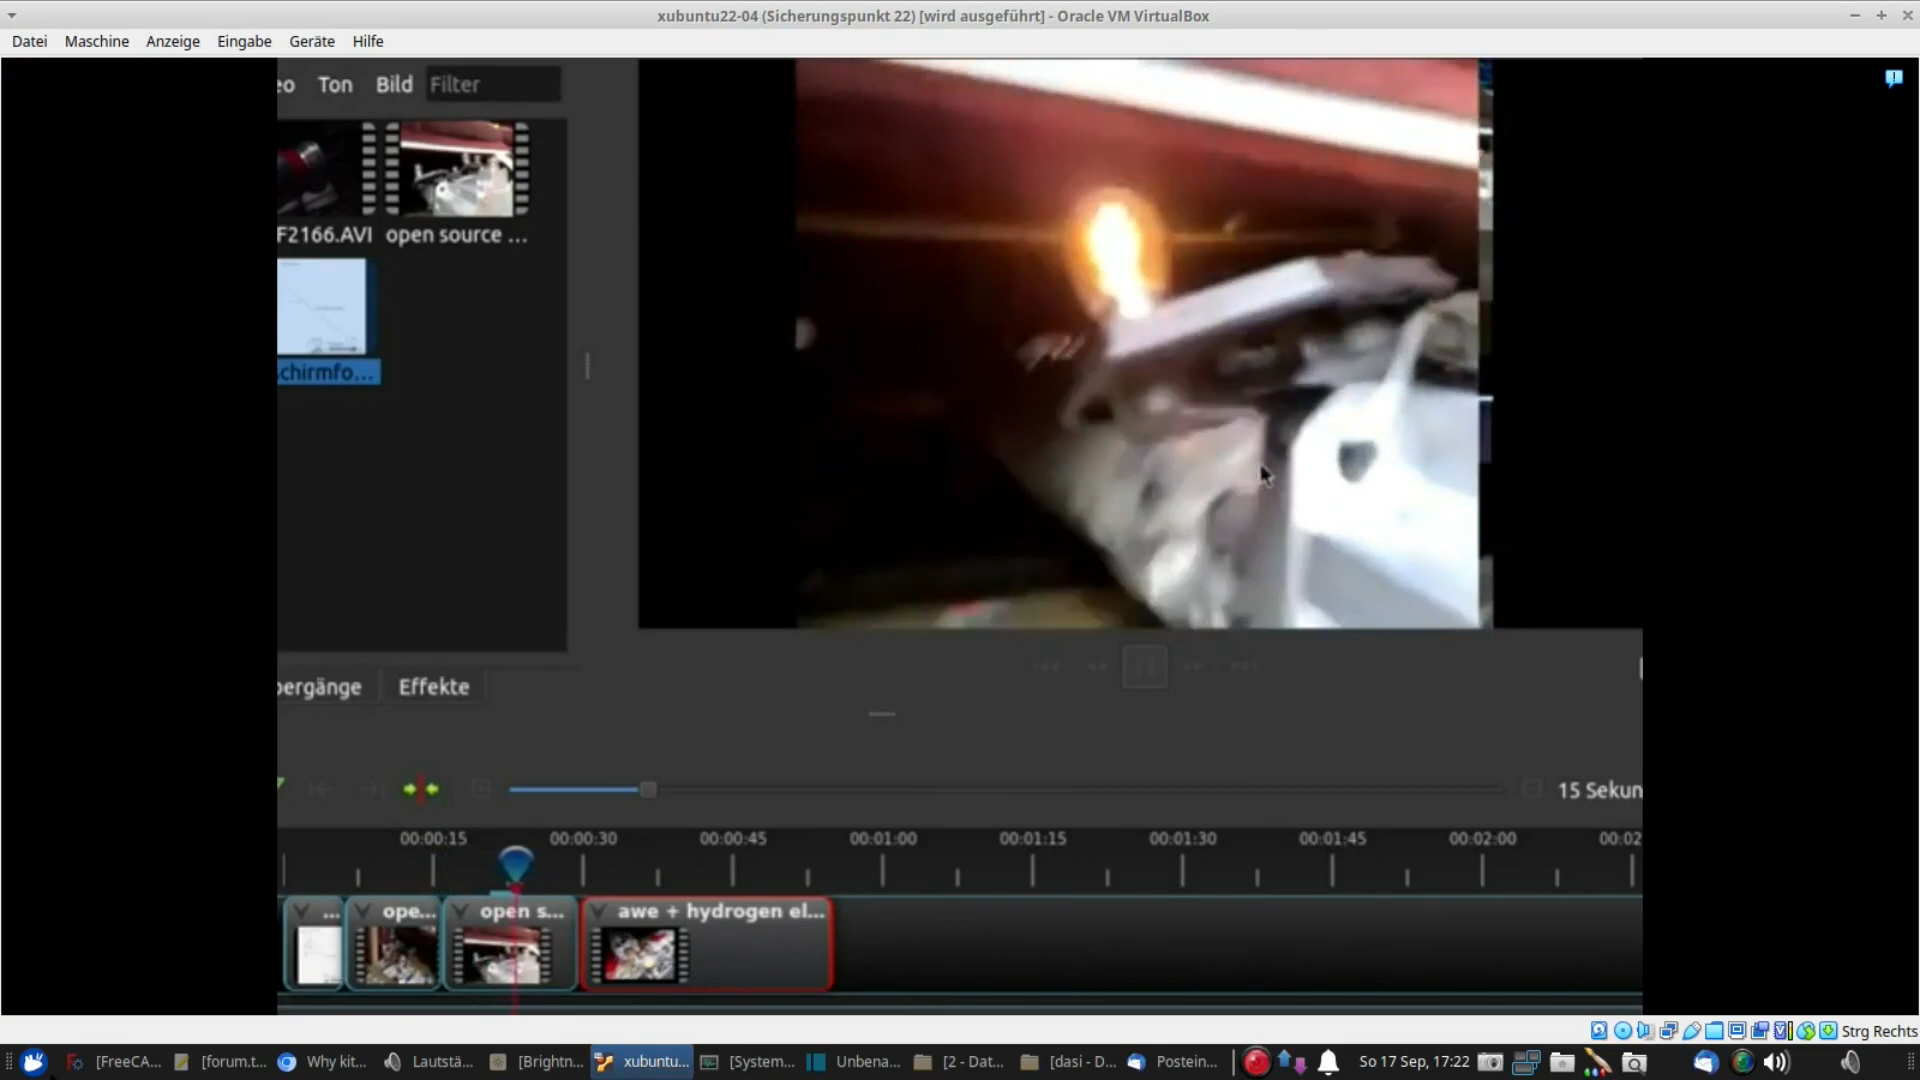 xubuntu22-04 (Sicherungspunkt 22) [wird ausgeführt] - Oracle VM VirtualBox
Datei Maschine Anzeige Eingabe Geräte Hilfe
eo Ton Bild Filter
F2166.AVI open source ...
chirmfo...
bergänge Effekte
15 Sekun
00:00:15 00:00:30 00:00:45 00:01:00 00:01:15 00:01:30 00:01:45 00:02:00 00:02
... ope... open s... awe + hydrogen el...
Strg Rechts
[FreeCA... [forum.t... Why kit... Lautstä... [Brightn... xubuntu... [System... Unbena... [2 - Dat... [dasi - D... Postein... So 17 Sep, 17:22